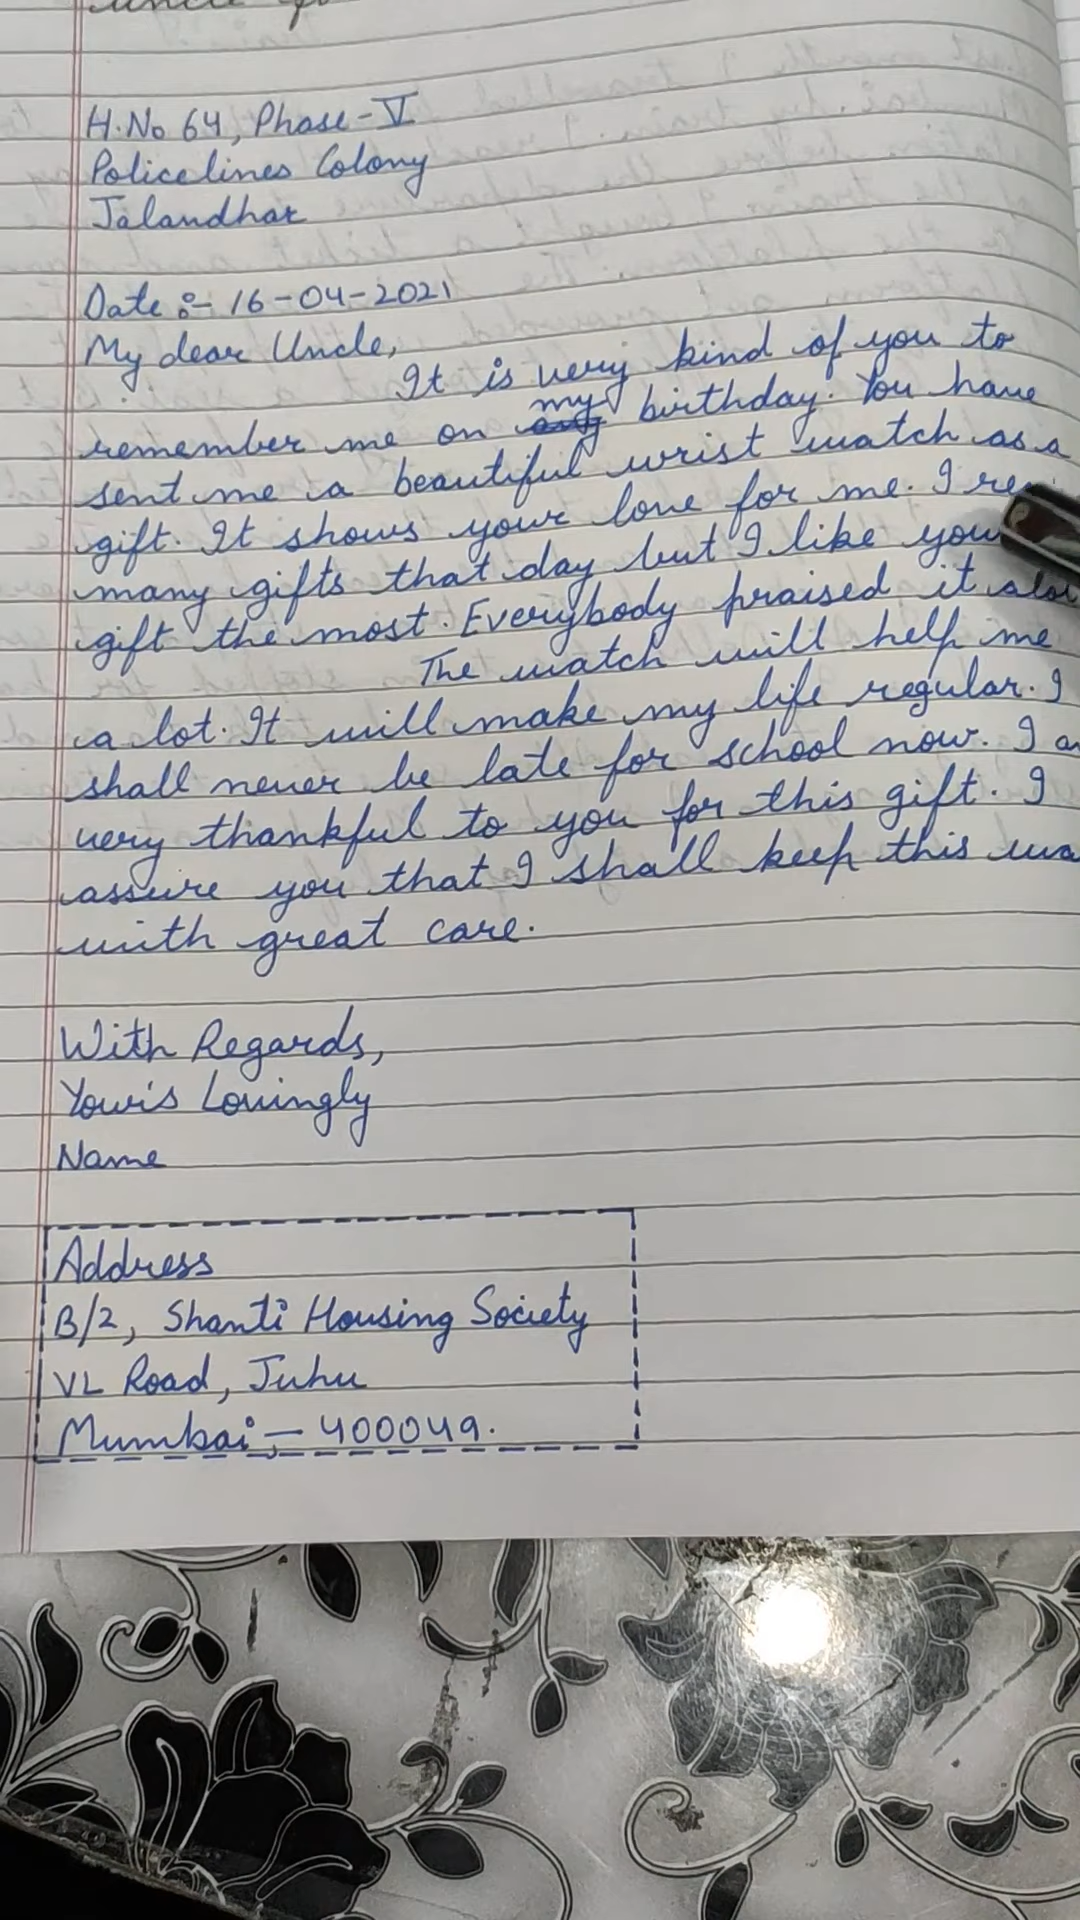 uncle
H.No 64, Phase-V
Policelines Colony
Jalandhar
Date :- 16-04-2021
My dear Uncle,
It is very kind of you to
remember me on my birthday. You have
sent me a beautiful wrist watch as a
gift. It shows your love for me. I
many gifts that day but I like
gift the most. Everybody praised it
The watch will help me
a lot. It will make my life regular. I
shall never be late for school now. I
very thankful to you for this gift. I
assure you that I shall keep this
with great care.
With Regards,
Your's Lovingly
Name
Address
B/2, Shanti Housing Society
VL Road, Juhu
Mumbai - 400049.